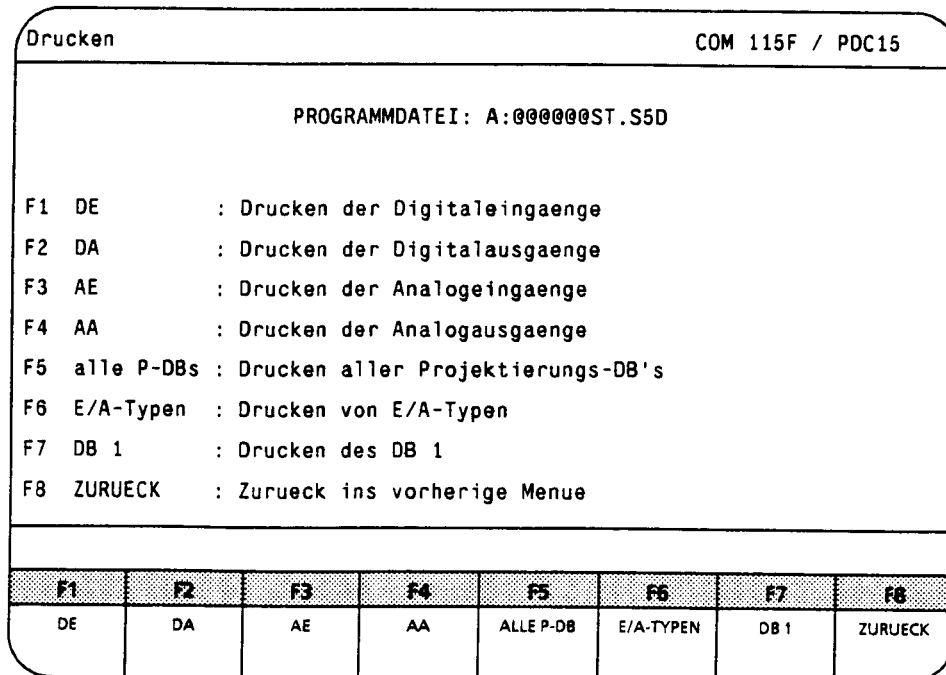 Drucken COM 115F / PDC15
PROGRAMMDATEI: A:@@@@@@ST.S5D
F1 DE : Drucken der Digitaleingaenge
F2 DA : Drucken der Digitalausgaenge
F3 AE : Drucken der Analogeingaenge
F4 AA : Drucken der Analogausgaenge
F5 alle P-DBs : Drucken aller Projektierungs-DB's
F6 E/A-Typen : Drucken von E/A-Typen
F7 DB 1 : Drucken des DB 1
F8 ZURUECK : Zurueck ins vorherige Menue
F1 F2 F3 F4 F5 F6 F7 F8
DE DA AE AA ALLE P-DB E/A-TYPEN DB 1 ZURUECK